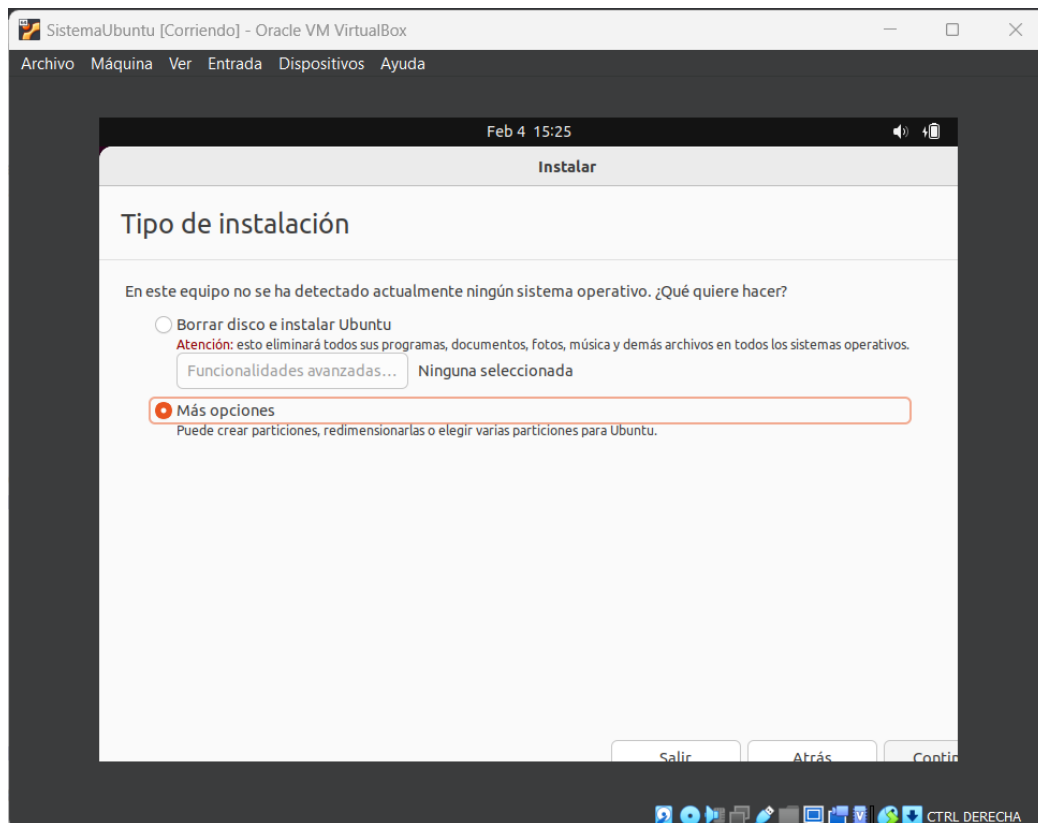 SistemaUbuntu [Corriendo] - Oracle VM VirtualBox
Archivo Máquina Ver Entrada Dispositivos Ayuda
Feb 4 15:25
Instalar
Tipo de instalación
En este equipo no se ha detectado actualmente ningún sistema operativo. ¿Qué quiere hacer?
Borrar disco e instalar Ubuntu
Atención: esto eliminará todos sus programas, documentos, fotos, música y demás archivos en todos los sistemas operativos.
Funcionalidades avanzadas... Ninguna seleccionada
Más opciones
Puede crear particiones, redimensionarlas o elegir varias particiones para Ubuntu.
Salir Atrás Contin
CTRL DERECHA